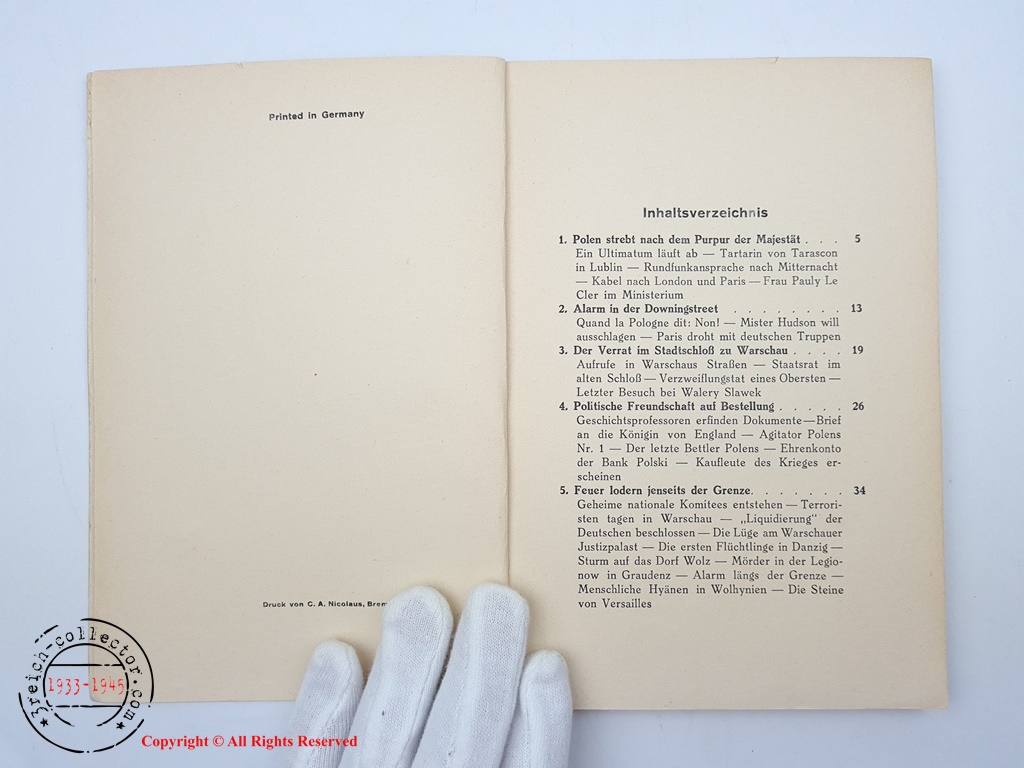 Printed in Germany
Druck von C. A. Nicolaus,
Inhaltsverzeichnis
1. Polen strebt nach dem Purpur der Majestät . . . 5
Ein Ultimatum läuft ab — Tartarin von Tarascon
in Lublin — Rundfunkansprache nach Mitternacht
— Kabel nach London und Paris — Frau Pauly Le
Cler im Ministerium
2. Alarm in der Downingstreet . . . . . . . . 13
Quand la Pologne dit: Non! — Mister Hudson will
ausschlagen — Paris droht mit deutschen Truppen
3. Der Verrat im Stadtschloß zu Warschau . . . . 19
Aufrufe in Warschaus Straßen — Staatsrat im
alten Schloß — Verzweiflungstat eines Obersten —
Letzter Besuch bei Walery Slawek
4. Politische Freundschaft auf Bestellung . . . . . 26
Geschichtsprofessoren erfinden Dokumente — Brief
an die Königin von England — Agitator Polens
Nr. 1 — Der letzte Bettler Polens — Ehrenkonto
der Bank Polski — Kaufleute des Krieges er-
scheinen
5. Feuer lodern jenseits der Grenze . . . . . . . 34
Geheime nationale Komitees entstehen — Terrori-
sten tagen in Warschau — „Liquidierung" der
Deutschen beschlossen — Die Lüge am Warschauer
Justizpalast — Die ersten Flüchtlinge in Danzig —
Sturm auf das Dorf Wolz — Mörder in der Legio-
now in Graudenz — Alarm längs der Grenze —
Menschliche Hyänen in Wolhynien — Die Steine
von Versailles
3reich-collector.com
1933-1945
Copyright © All Rights Reserved